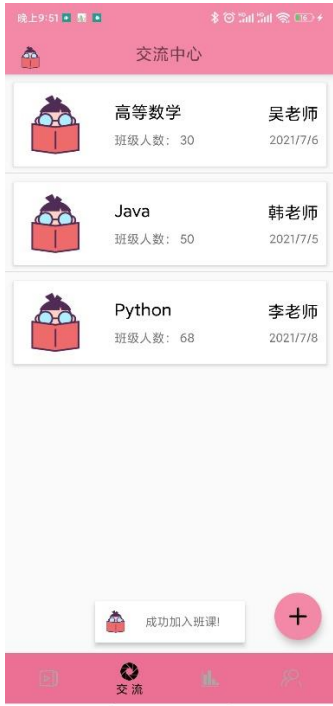 晚上9:51
交流中心
高等数学 吴老师
班级人数: 30 2021/7/6
Java 韩老师
班级人数: 50 2021/7/5
Python 李老师
班级人数: 68 2021/7/8
成功加入班课!
交流